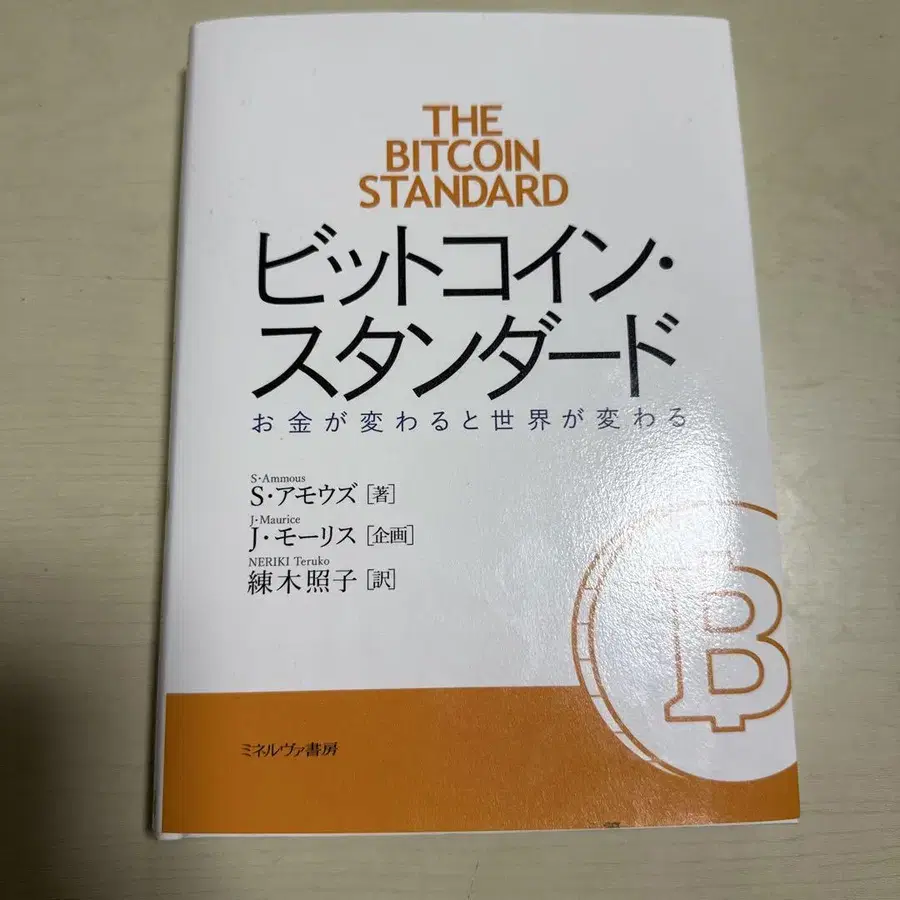 THE
BITCOIN
STANDARD
ビットコイン・
スタンダード
お金が変わると世界が変わる
S・Ammous
S・アモウズ［著］
J・Maurice
J・モーリス［企画］
NERIKI Teruko
練木照子［訳］
ミネルヴァ書房